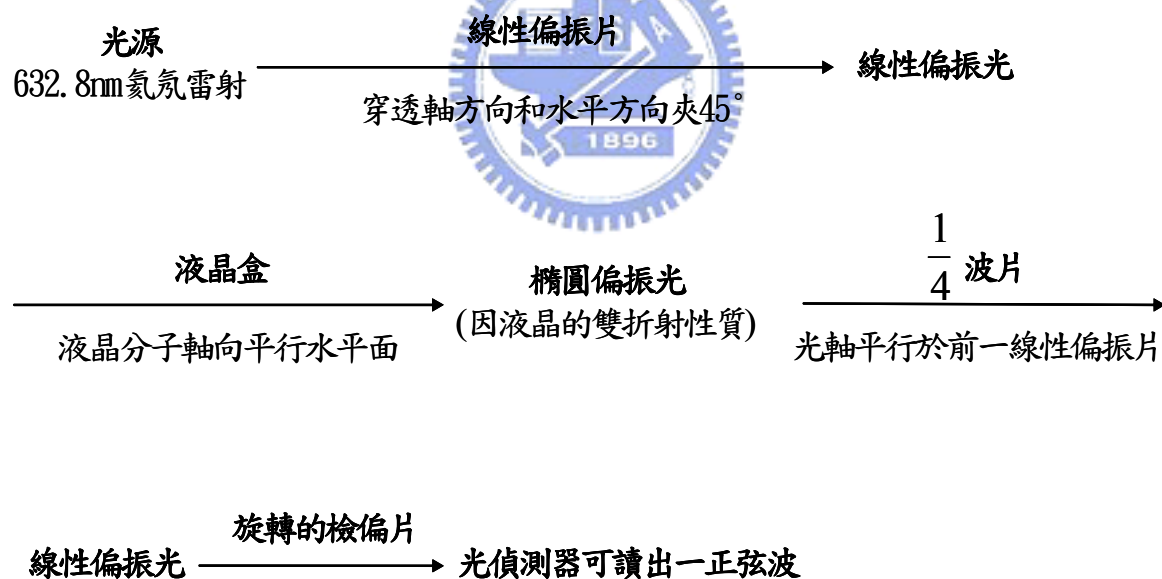 光源
632.8nm氦氖雷射
線性偏振片
穿透軸方向和水平方向夾45°
線性偏振光
1896
液晶盒
液晶分子軸向平行水平面
橢圓偏振光
(因液晶的雙折射性質)
1/4 波片
光軸平行於前一線性偏振片
線性偏振光
旋轉的檢偏片
光偵測器可讀出一正弦波